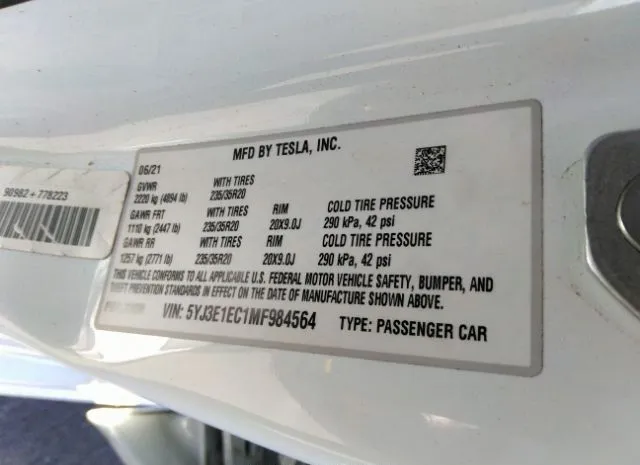 MFD BY TESLA, INC.
06/21
GVWR WITH TIRES
2220 kg (4894 lb) 235/35R20
GAWR FRT WITH TIRES RIM COLD TIRE PRESSURE
1110 kg (2447 lb) 235/35R20 20X9.0J 290 kPa, 42 psi
GAWR RR WITH TIRES RIM COLD TIRE PRESSURE
1257 kg (2771 lb) 235/35R20 20X9.0J 290 kPa, 42 psi
THIS VEHICLE CONFORMS TO ALL APPLICABLE U.S. FEDERAL MOTOR VEHICLE SAFETY, BUMPER, AND
THEFT PREVENTION STANDARDS IN EFFECT ON THE DATE OF MANUFACTURE SHOWN ABOVE.
VIN: 5YJ3E1EC1MF984564 TYPE: PASSENGER CAR